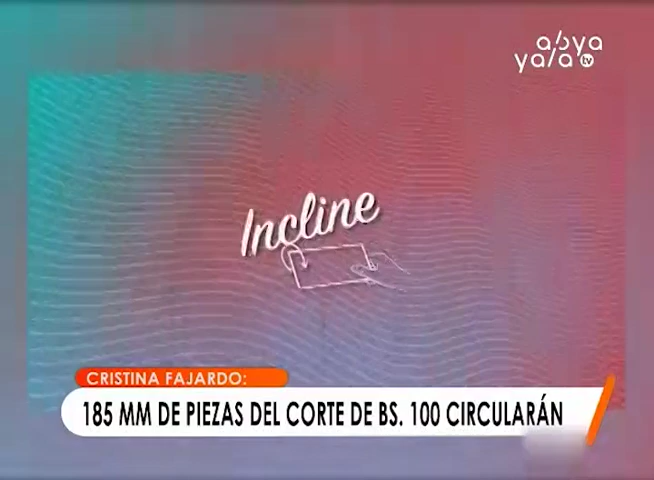 abya
yala tv
Incline
CRISTINA FAJARDO:
185 MM DE PIEZAS DEL CORTE DE BS. 100 CIRCULARÁN